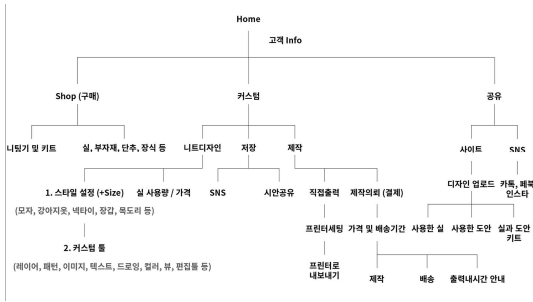 Home
고객 Info
Shop (구매)
커스텀
공유
니팅기 및 키트
실, 부자재, 단추, 장식 등
니트디자인
저장
제작
사이트
SNS
1. 스타일 설정 (+Size)
실 사용량 / 가격
SNS
시안공유
직접출력
제작의뢰 (결제)
디자인 업로드
카톡, 페북
인스타
(모자, 강아지옷, 넥타이, 장갑, 목도리 등)
프린터세팅
가격 및 배송기간
사용한 실
사용한 도안
실과 도안
키트
2. 커스텀 툴
(레이어, 패턴, 이미지, 텍스트, 드로잉, 컬러, 뷰, 편집툴 등)
프린터로
내보내기
제작
배송
출력내시간 안내